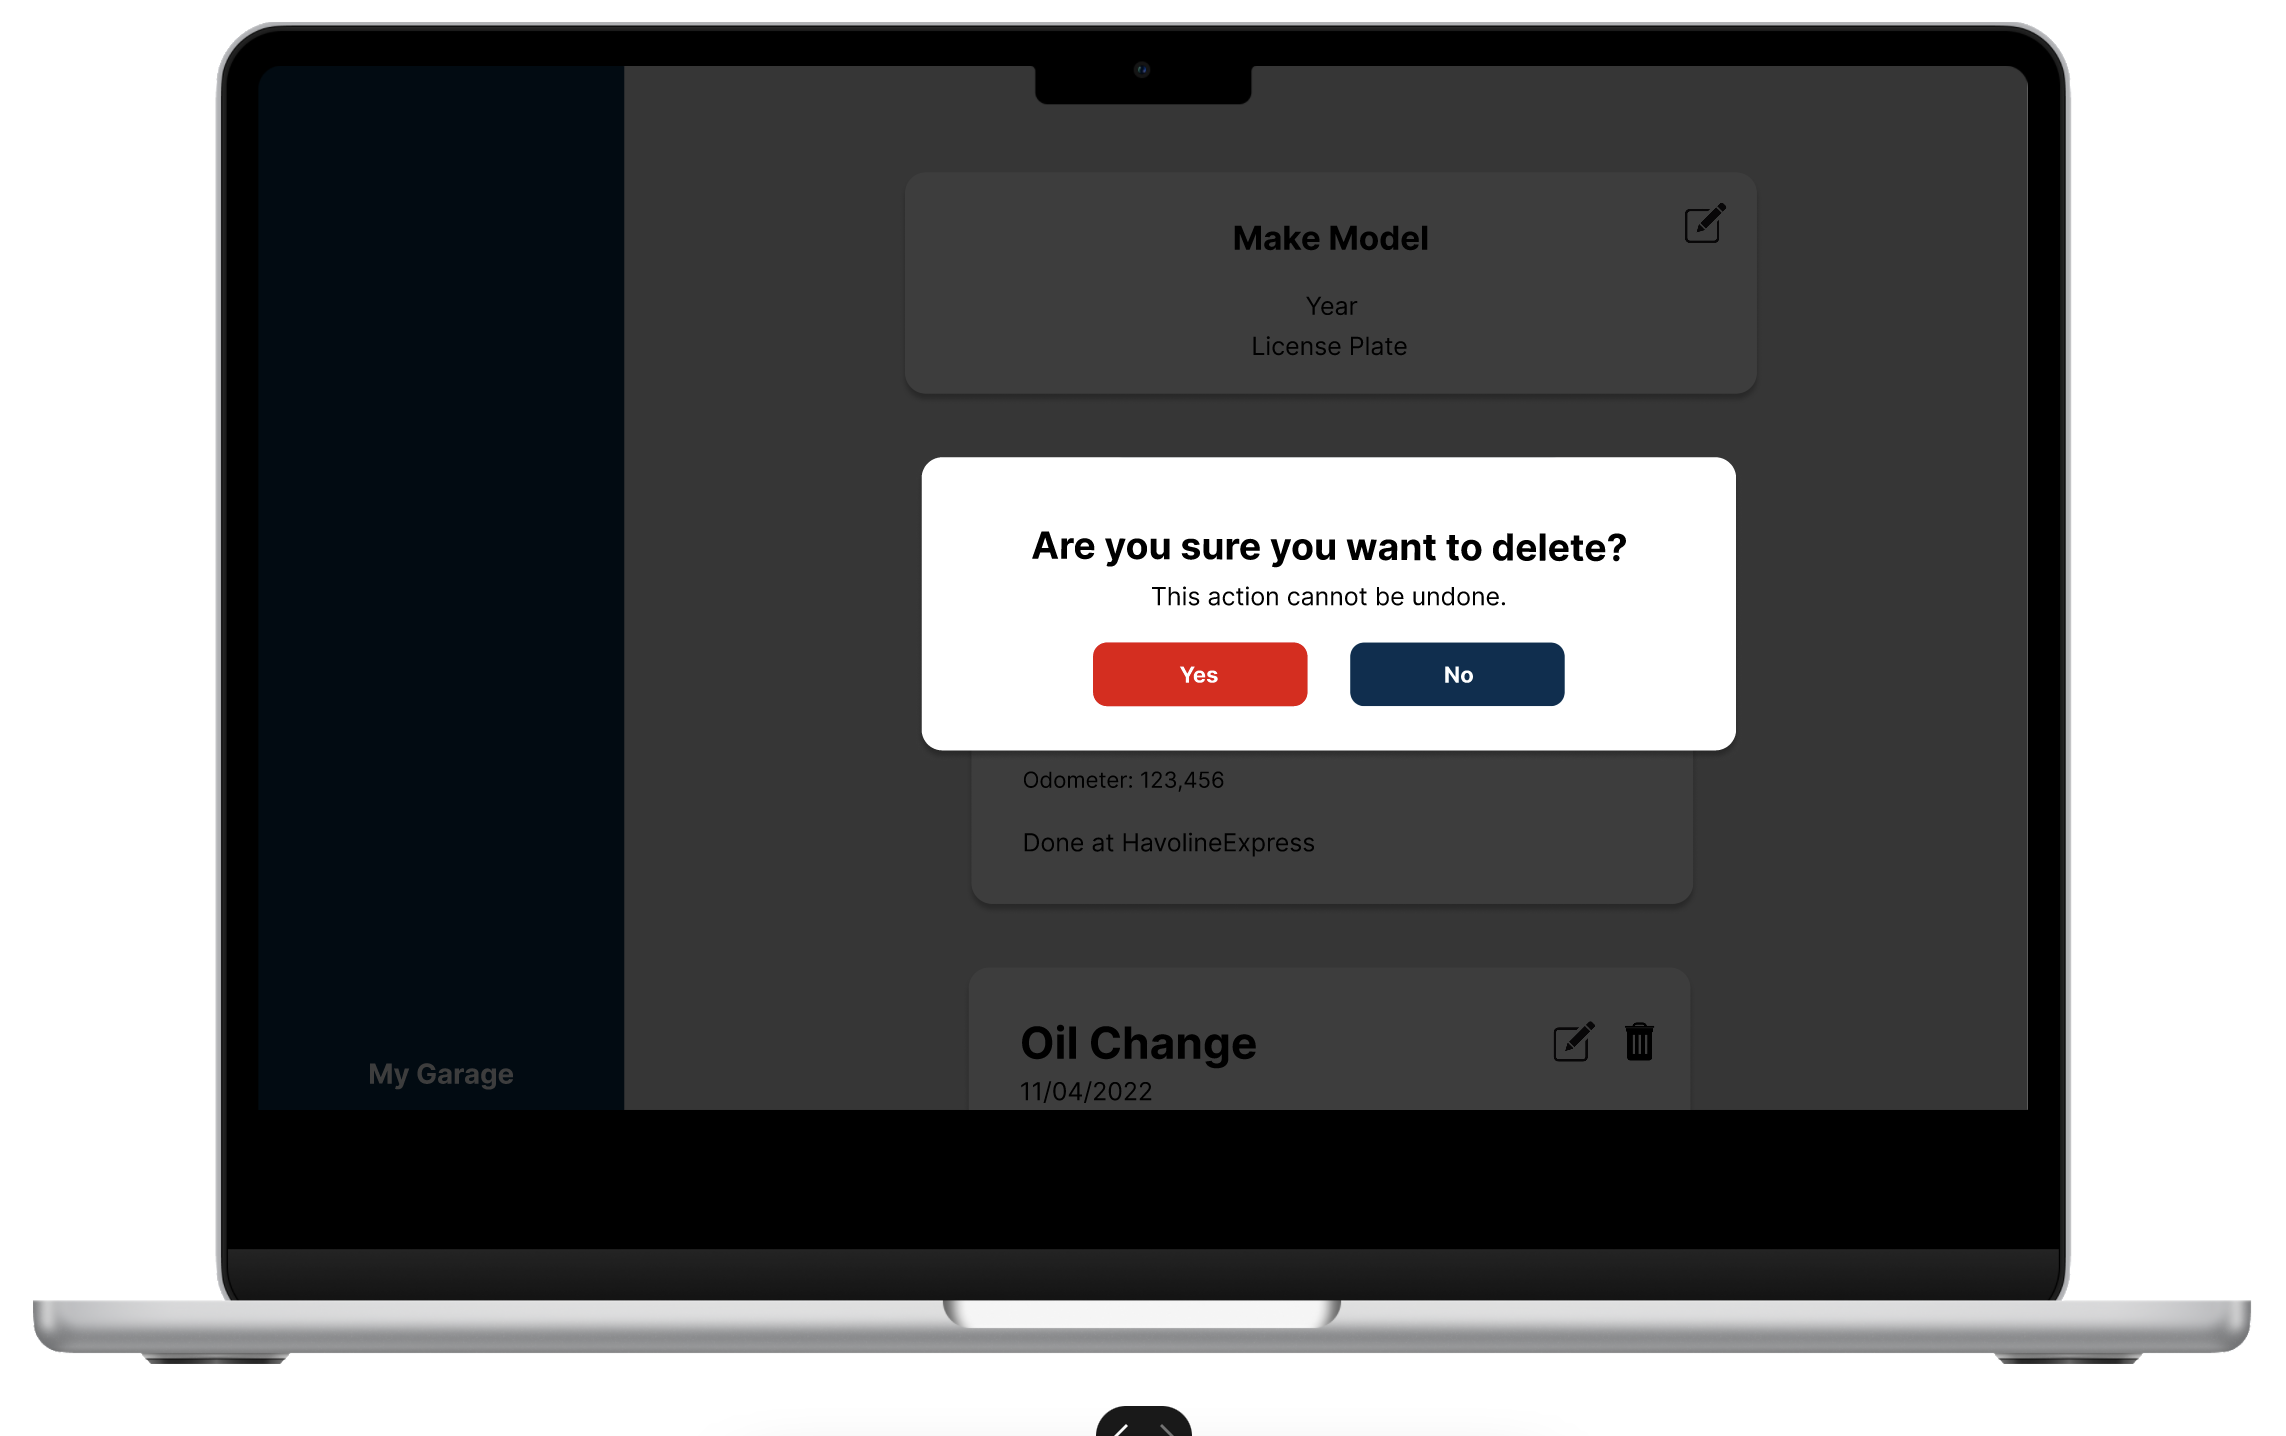 Make Model
Year
License Plate
Are you sure you want to delete?
This action cannot be undone.
Yes
No
Odometer: 123,456
Done at HavolineExpress
Oil Change
11/04/2022
My Garage